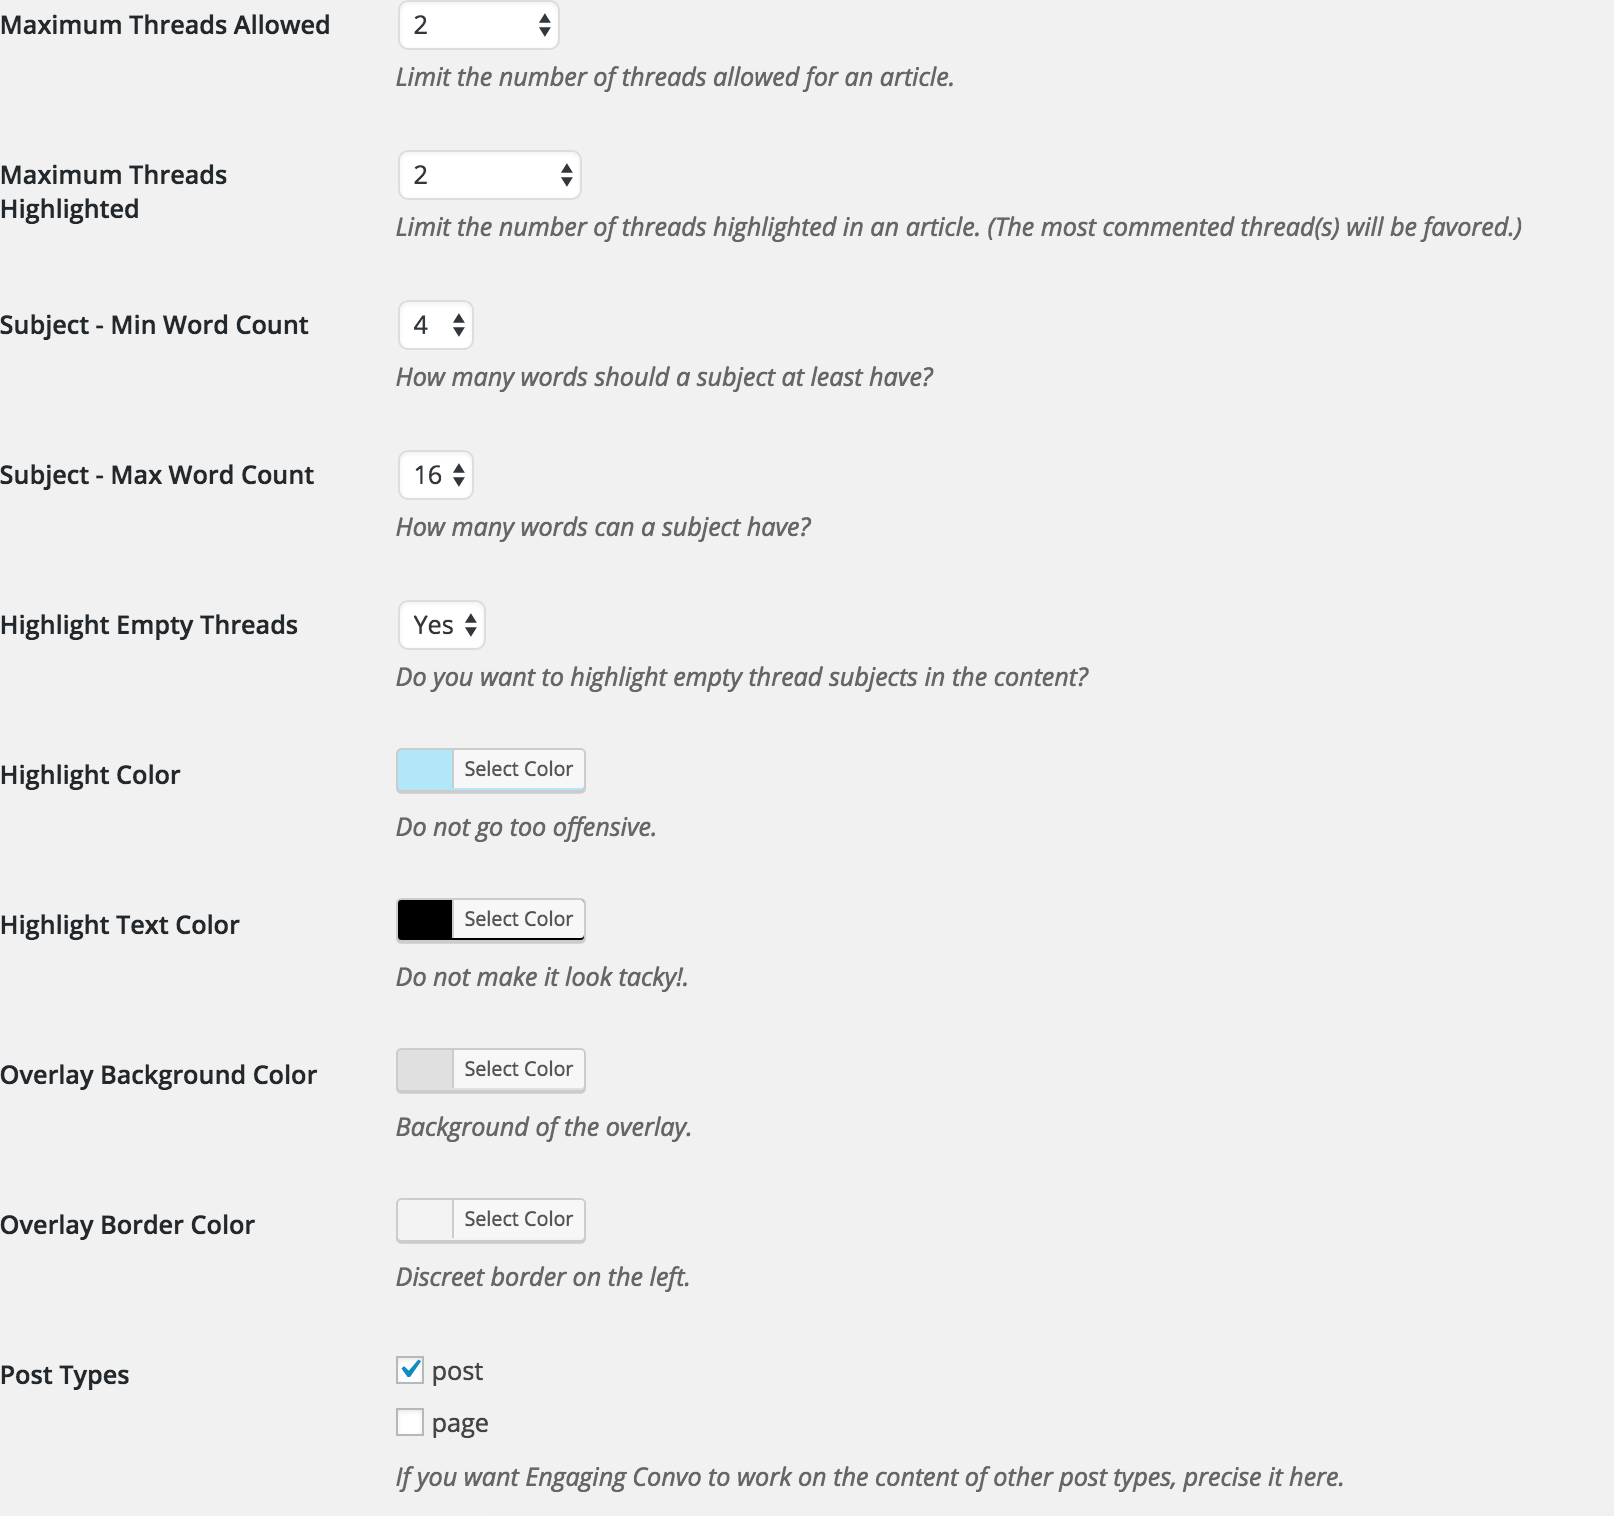 Maximum Threads Allowed
2
Limit the number of threads allowed for an article.
Maximum Threads
Highlighted
2
Limit the number of threads highlighted in an article. (The most commented thread(s) will be favored.)
Subject - Min Word Count
4
How many words should a subject at least have?
Subject - Max Word Count
16
How many words can a subject have?
Highlight Empty Threads
Yes
Do you want to highlight empty thread subjects in the content?
Highlight Color
Select Color
Do not go too offensive.
Highlight Text Color
Select Color
Do not make it look tacky!.
Overlay Background Color
Select Color
Background of the overlay.
Overlay Border Color
Select Color
Discreet border on the left.
Post Types
post
page
If you want Engaging Convo to work on the content of other post types, precise it here.